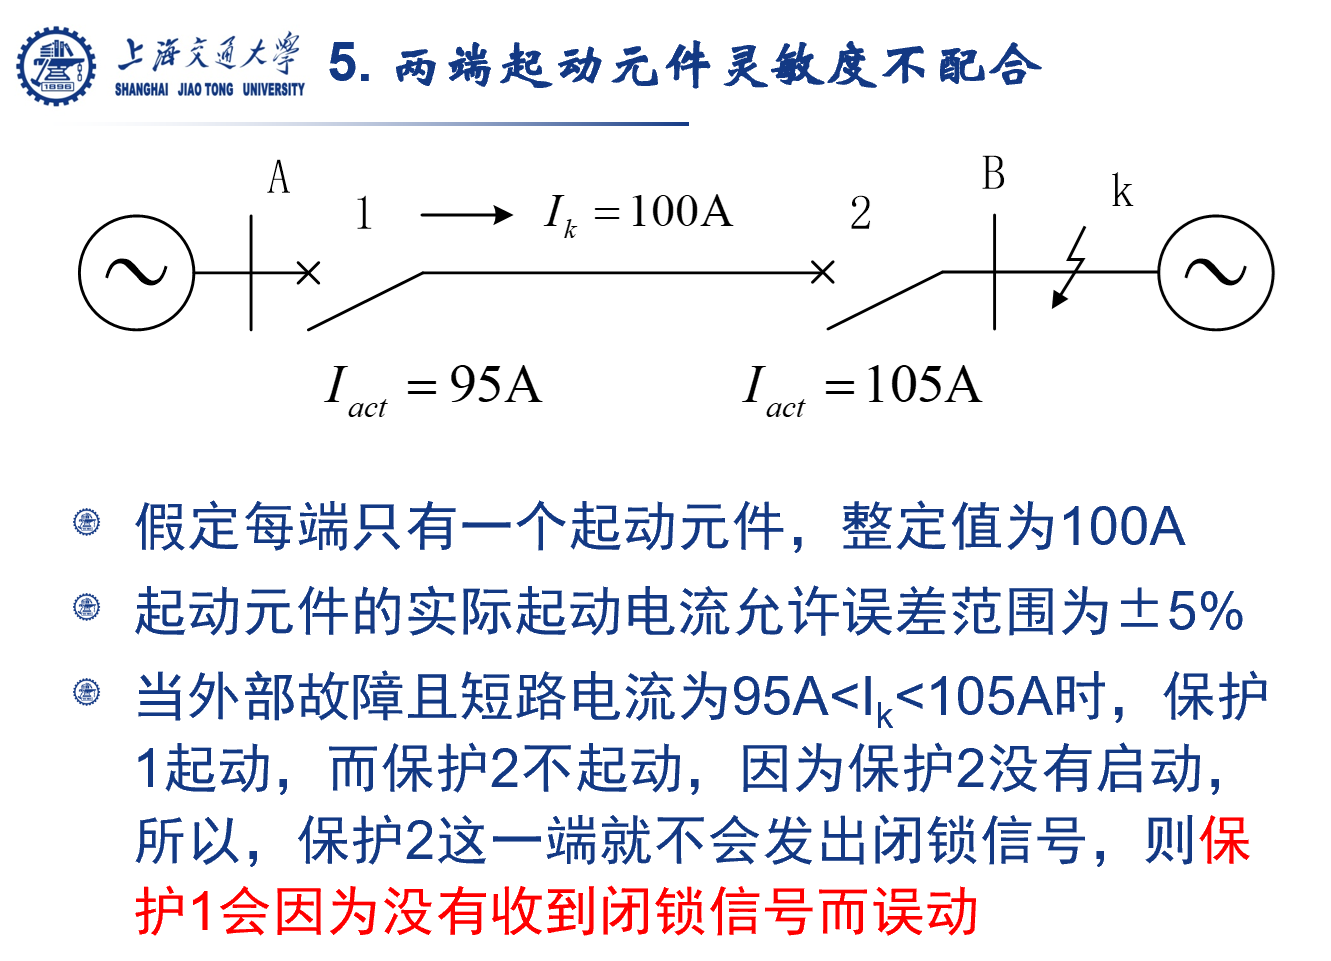 上海交通大学
SHANGHAI JIAO TONG UNIVERSITY
1896
5. 两端起动元件灵敏度不配合
A
1
I_k = 100A
2
B
k
I_act = 95A
I_act = 105A
假定每端只有一个起动元件，整定值为100A
起动元件的实际起动电流允许误差范围为±5%
当外部故障且短路电流为95A<I_k<105A时，保护
1起动，而保护2不起动，因为保护2没有启动，
所以，保护2这一端就不会发出闭锁信号，则保
护1会因为没有收到闭锁信号而误动